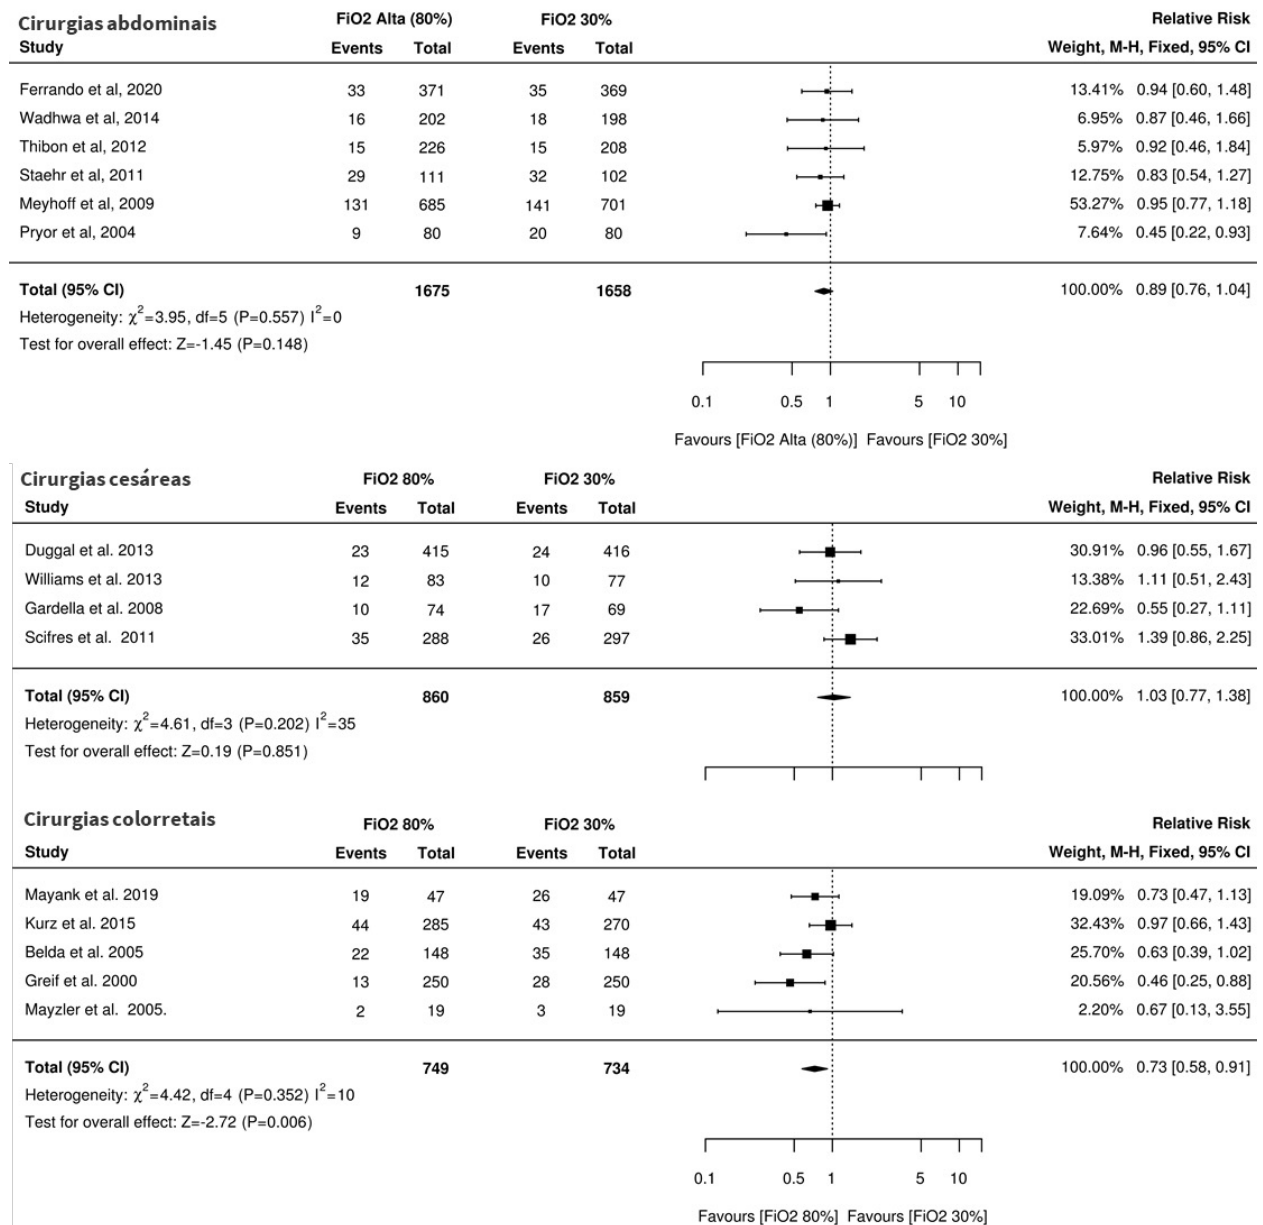 Cirurgias abdominais FiO2 Alta (80%) FiO2 30% Relative Risk
Study Events Total Events Total Weight, M-H, Fixed, 95% CI
Ferrando et al, 2020 33 371 35 369 13.41% 0.94 [0.60, 1.48]
Wadhwa et al, 2014 16 202 18 198 6.95% 0.87 [0.46, 1.66]
Thibon et al, 2012 15 226 15 208 5.97% 0.92 [0.46, 1.84]
Staehr et al, 2011 29 111 32 102 12.75% 0.83 [0.54, 1.27]
Meyhoff et al, 2009 131 685 141 701 53.27% 0.95 [0.77, 1.18]
Pryor et al, 2004 9 80 20 80 7.64% 0.45 [0.22, 0.93]
Total (95% CI) 1675 1658 100.00% 0.89 [0.76, 1.04]
Heterogeneity: χ²=3.95, df=5 (P=0.557) I²=0
Test for overall effect: Z=-1.45 (P=0.148)
0.1 0.5 1 5 10
Favours [FiO2 Alta (80%)] Favours [FiO2 30%]
Cirurgias cesáreas FiO2 80% FiO2 30% Relative Risk
Study Events Total Events Total Weight, M-H, Fixed, 95% CI
Duggal et al. 2013 23 415 24 416 30.91% 0.96 [0.55, 1.67]
Williams et al. 2013 12 83 10 77 13.38% 1.11 [0.51, 2.43]
Gardella et al. 2008 10 74 17 69 22.69% 0.55 [0.27, 1.11]
Scifres et al. 2011 35 288 26 297 33.01% 1.39 [0.86, 2.25]
Total (95% CI) 860 859 100.00% 1.03 [0.77, 1.38]
Heterogeneity: χ²=4.61, df=3 (P=0.202) I²=35
Test for overall effect: Z=0.19 (P=0.851)
Cirurgias colorretais FiO2 80% FiO2 30% Relative Risk
Study Events Total Events Total Weight, M-H, Fixed, 95% CI
Mayank et al. 2019 19 47 26 47 19.09% 0.73 [0.47, 1.13]
Kurz et al. 2015 44 285 43 270 32.43% 0.97 [0.66, 1.43]
Belda et al. 2005 22 148 35 148 25.70% 0.63 [0.39, 1.02]
Greif et al. 2000 13 250 28 250 20.56% 0.46 [0.25, 0.88]
Mayzler et al. 2005. 2 19 3 19 2.20% 0.67 [0.13, 3.55]
Total (95% CI) 749 734 100.00% 0.73 [0.58, 0.91]
Heterogeneity: χ²=4.42, df=4 (P=0.352) I²=10
Test for overall effect: Z=-2.72 (P=0.006)
0.1 0.5 1 5 10
Favours [FiO2 80%] Favours [FiO2 30%]